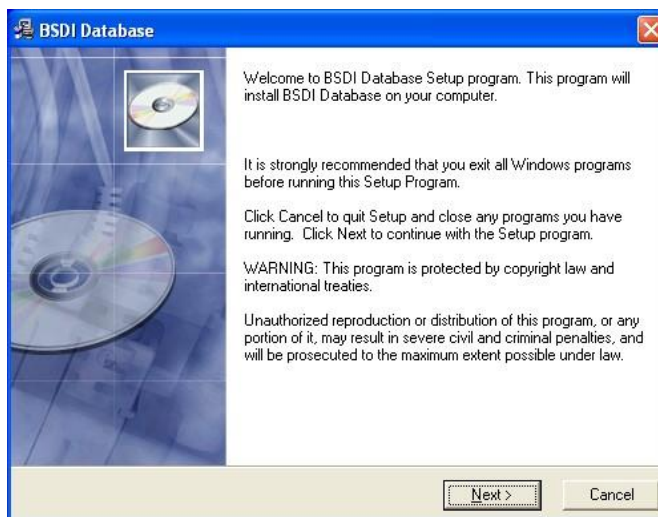 BSDI Database
Welcome to BSDI Database Setup program. This program will
install BSDI Database on your computer.
It is strongly recommended that you exit all Windows programs
before running this Setup Program.
Click Cancel to quit Setup and close any programs you have
running. Click Next to continue with the Setup program.
WARNING: This program is protected by copyright law and
international treaties.
Unauthorized reproduction or distribution of this program, or any
portion of it, may result in severe civil and criminal penalties, and
will be prosecuted to the maximum extent possible under law.
Next >
Cancel